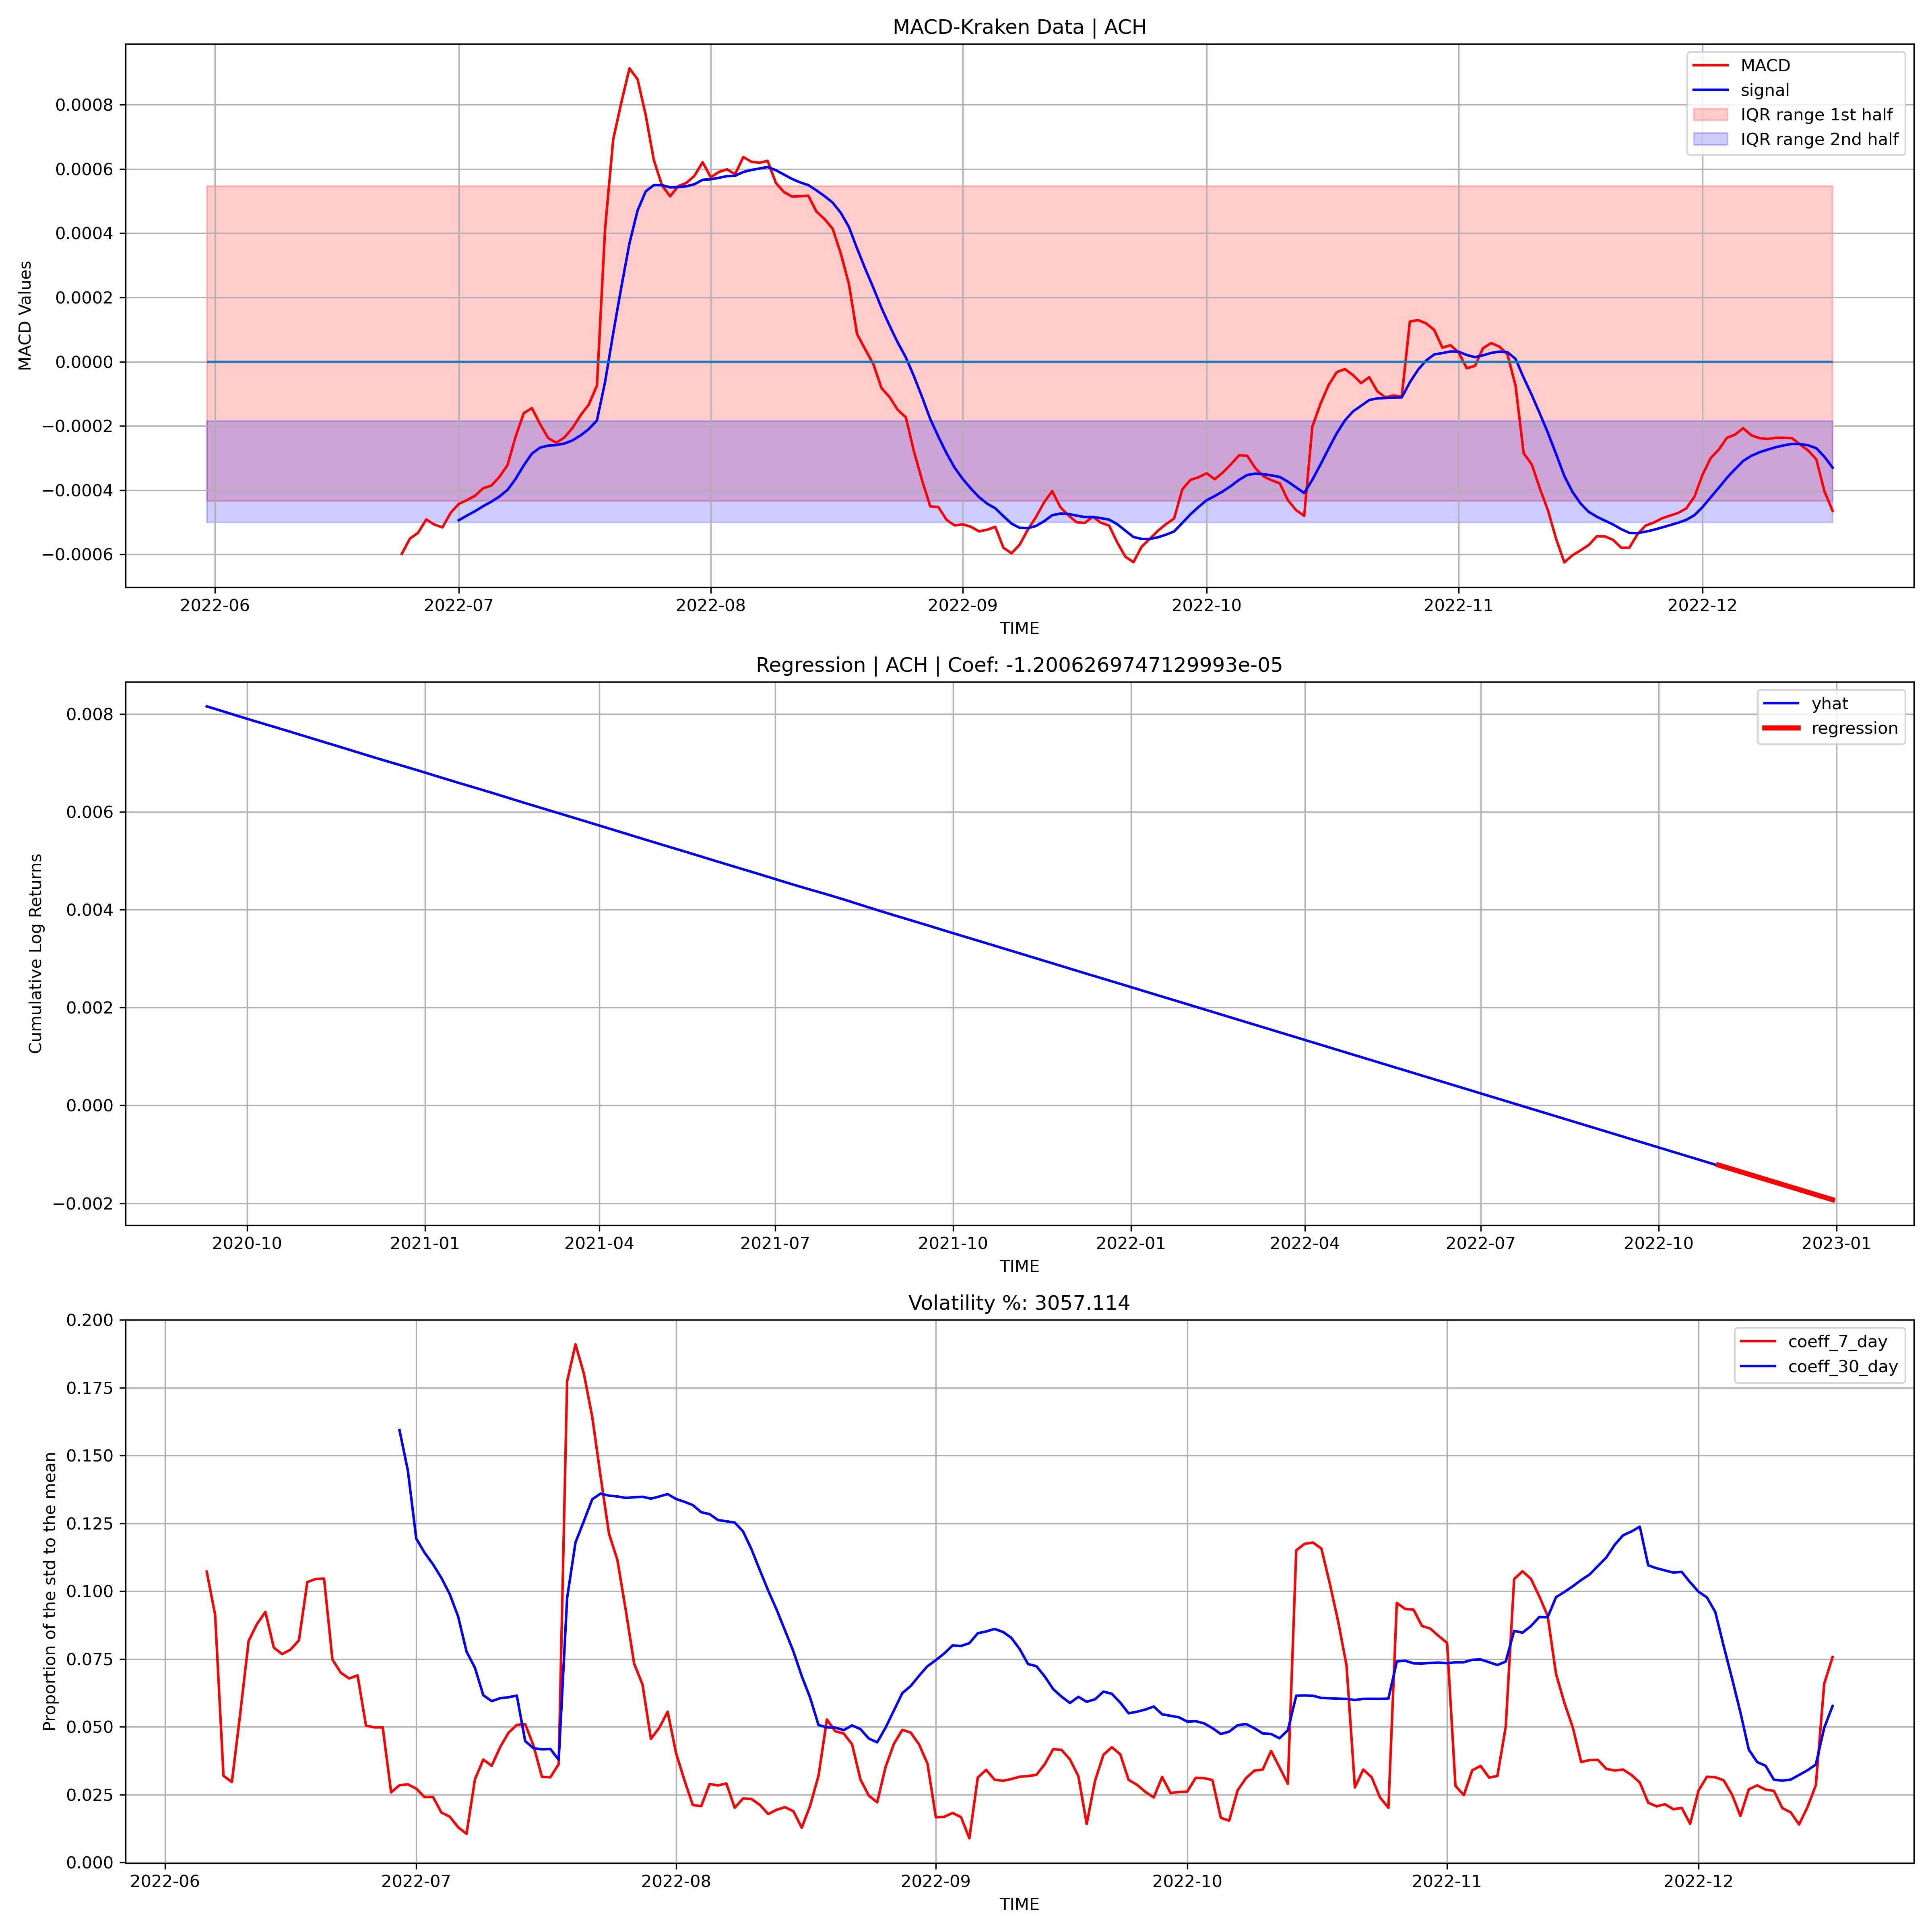 MACD-Kraken Data | ACH
MACD
signal
IQR range 1st half
IQR range 2nd half
MACD Values
0.0008
0.0006
0.0004
0.0002
0.0000
−0.0002
−0.0004
−0.0006
2022-06 2022-07 2022-08 2022-09 2022-10 2022-11 2022-12
TIME
Regression | ACH | Coef: -1.2006269747129993e-05
yhat
regression
Cumulative Log Returns
0.008
0.006
0.004
0.002
0.000
−0.002
2020-10 2021-01 2021-04 2021-07 2021-10 2022-01 2022-04 2022-07 2022-10 2023-01
TIME
Volatility %: 3057.114
coeff_7_day
coeff_30_day
Proportion of the std to the mean
0.200
0.175
0.150
0.125
0.100
0.075
0.050
0.025
0.000
2022-06 2022-07 2022-08 2022-09 2022-10 2022-11 2022-12
TIME